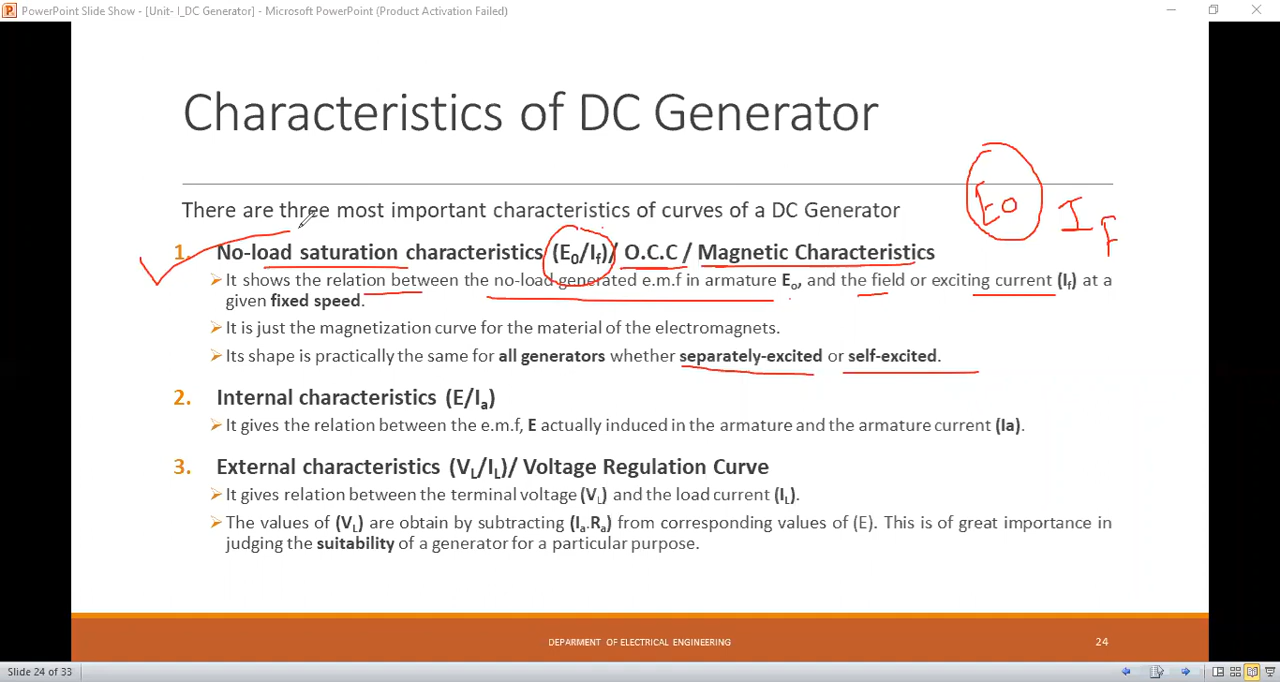 PowerPoint Slide Show - [Unit- I_DC Generator] - Microsoft PowerPoint (Product Activation Failed)
Characteristics of DC Generator
There are three most important characteristics of curves of a DC Generator
E0 IF
1. No-load saturation characteristics (E0/If)/ O.C.C / Magnetic Characteristics
➢ It shows the relation between the no-load generated e.m.f in armature Eo, and the field or exciting current (If) at a
given fixed speed.
➢ It is just the magnetization curve for the material of the electromagnets.
➢ Its shape is practically the same for all generators whether separately-excited or self-excited.
2. Internal characteristics (E/Ia)
➢ It gives the relation between the e.m.f, E actually induced in the armature and the armature current (Ia).
3. External characteristics (VL/IL)/ Voltage Regulation Curve
➢ It gives relation between the terminal voltage (VL) and the load current (IL).
➢ The values of (VL) are obtain by subtracting (Ia.Ra) from corresponding values of (E). This is of great importance in
judging the suitability of a generator for a particular purpose.
DEPARMENT OF ELECTRICAL ENGINEERING
24
Slide 24 of 33